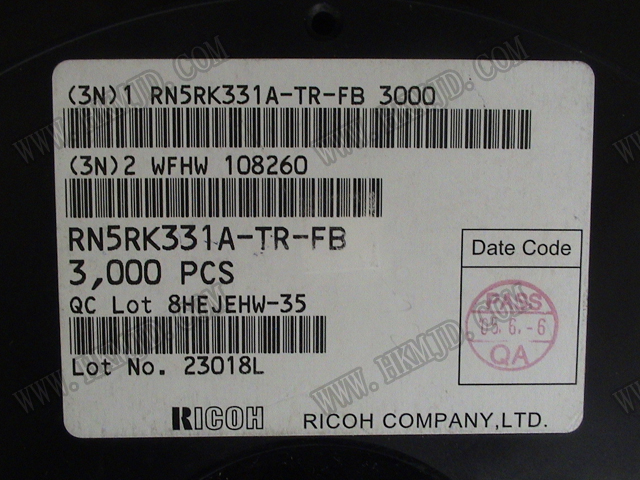 (3N)1 RN5RK331A-TR-FB 3000
(3N)2 WFHW 108260
RN5RK331A-TR-FB
3,000 PCS
QC Lot 8HEJEHW-35
Lot No. 23018L
Date Code
PASS
QA
RICOH RICOH COMPANY,LTD.
WWW.HKMJD.COM